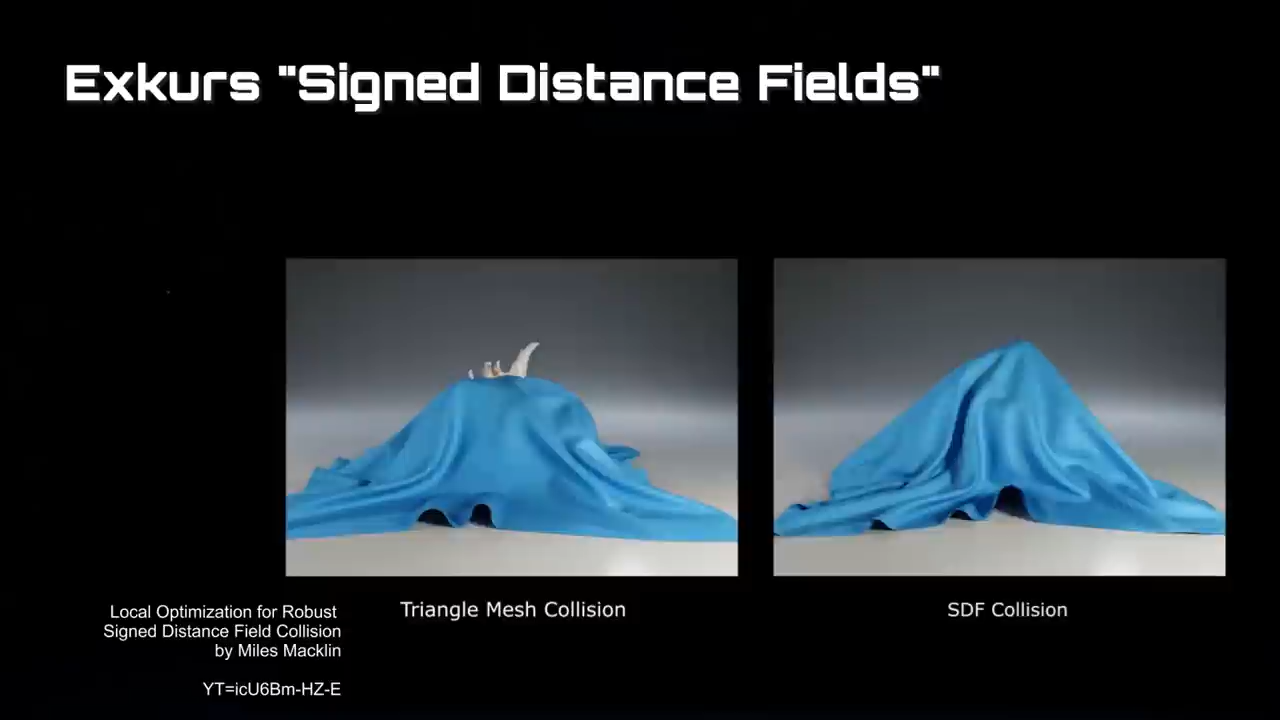 Exkurs "Signed Distance Fields"
Triangle Mesh Collision
SDF Collision
Local Optimization for Robust
Signed Distance Field Collision
by Miles Macklin
YT=icU6Bm-HZ-E